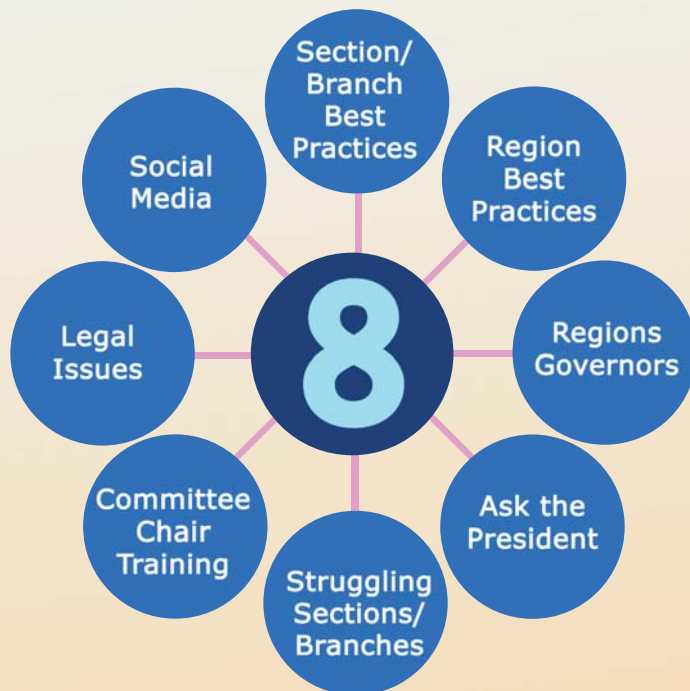 Section/
Branch
Best
Practices
Region
Best
Practices
Regions
Governors
Ask the
President
Struggling
Sections/
Branches
Committee
Chair
Training
Legal
Issues
Social
Media
8